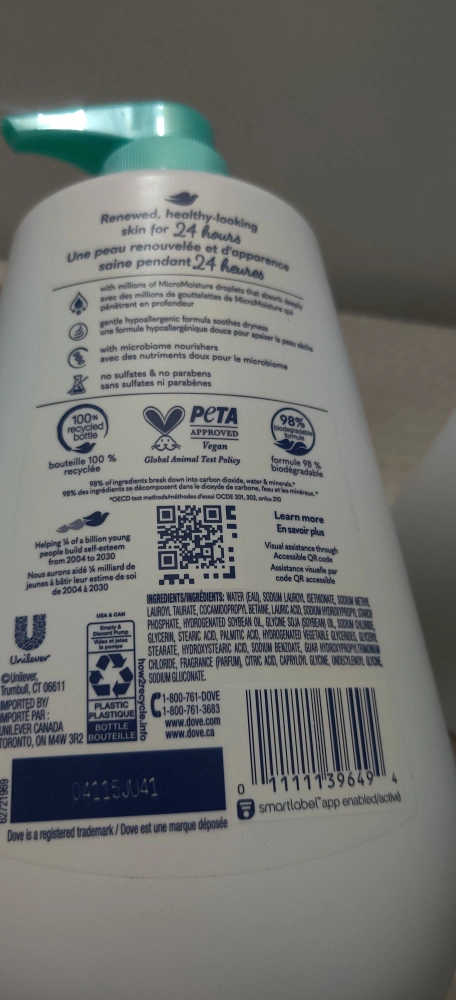 Renewed, healthy-looking
skin for 24 hours
Une peau renouvelée et d'apparence
saine pendant 24 heures
with millions of MicroMoisture droplets that absorb deeply
avec des millions de gouttelettes de MicroMoisture qui
pénètrent en profondeur
gentle hypoallergenic formula soothes dryness
une formule hypoallergénique douce pour apaiser la peau sèche
with microbiome nourishers
avec des nutriments doux pour le microbiome
no sulfates & no parabens
sans sulfates ni parabènes
100%
recycled
bottle
bouteille 100 %
recyclée
PETA
APPROVED
Vegan
Global Animal Test Policy
98%
biodegradable
formula
formule 98 %
biodégradable
98% of ingredients break down into carbon dioxide, water & minerals.*
98% des ingrédients se décomposent dans le dioxyde de carbone, l'eau et les minéraux.*
*OECD test methods/méthodes d'essai OCDE 301, 302, or/ou 310
Helping ¼ of a billion young
people build self-esteem
from 2004 to 2030
Nous aurons aidé ¼ milliard de
jeunes à bâtir leur estime de soi
de 2004 à 2030
Learn more
En savoir plus
Visual assistance through
Accessible QR code
Assistance visuelle par
code QR accessible
INGREDIENTS/INGRÉDIENTS: WATER (EAU), SODIUM LAUROYL ISETHIONATE, SODIUM METHYL
LAUROYL TAURATE, COCAMIDOPROPYL BETAINE, LAURIC ACID, SODIUM HYDROXYPROPYL STARCH
PHOSPHATE, HYDROGENATED SOYBEAN OIL, GLYCINE SOJA (SOYBEAN) OIL, SODIUM CHLORIDE,
GLYCERIN, STEARIC ACID, PALMITIC ACID, HYDROGENATED VEGETABLE GLYCERIDES, GLYCERYL
STEARATE, HYDROXYSTEARIC ACID, SODIUM BENZOATE, GUAR HYDROXYPROPYLTRIMONIUM
CHLORIDE, FRAGRANCE (PARFUM), CITRIC ACID, CAPRYLOYL GLYCINE, UNDECYLENOYL GLYCINE,
SODIUM GLUCONATE.
Unilever
©Unilever,
Trumbull, CT 06611
IMPORTED BY/
IMPORTÉ PAR :
UNILEVER CANADA
TORONTO, ON M4W 3R2
USA & CAN
Empty &
Discard Pump
Videz et jetez
la pompe
PLASTIC
PLASTIQUE
BOTTLE
BOUTEILLE
how2recycle.info
1-800-761-DOVE
1-800-761-3683
www.dove.com
www.dove.ca
04115JU41
0 11111 39649 4
smartlabel™ app enabled/activé
62721969
Dove is a registered trademark / Dove est une marque déposée